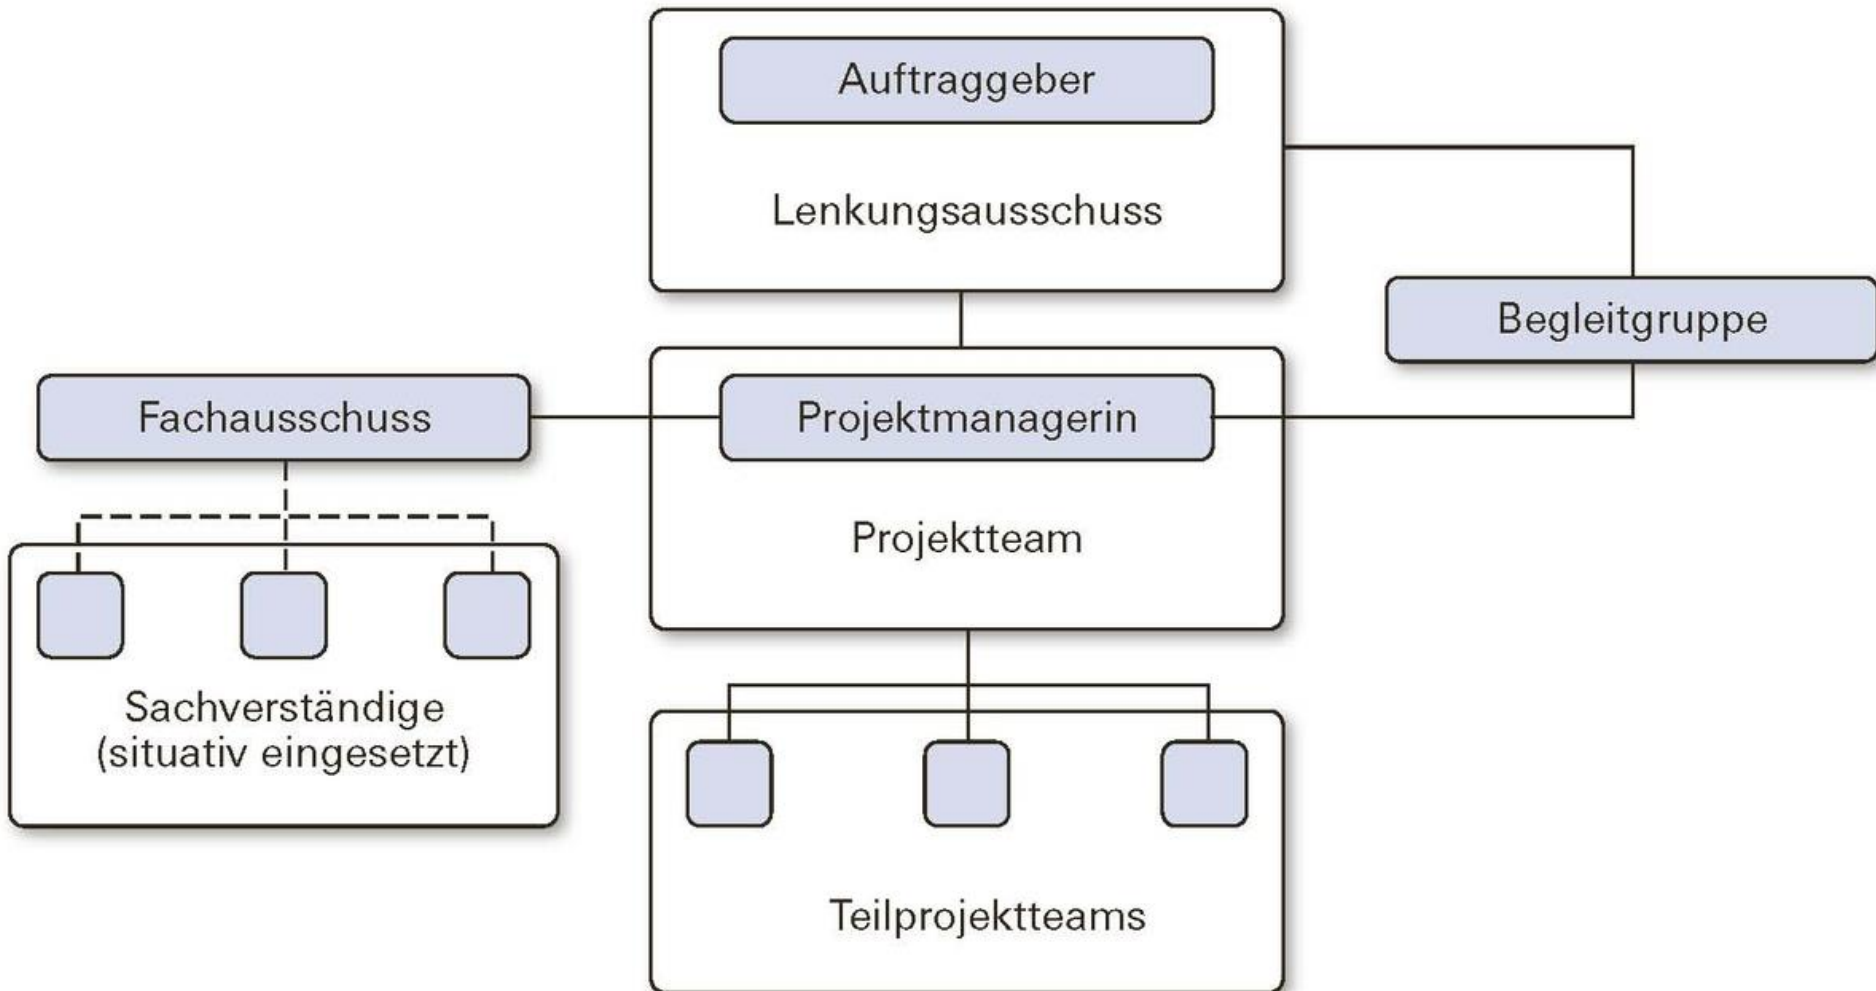 Auftraggeber
Lenkungsausschuss
Begleitgruppe
Fachausschuss
Projektmanagerin
Projektteam
Sachverständige
(situativ eingesetzt)
Teilprojektteams